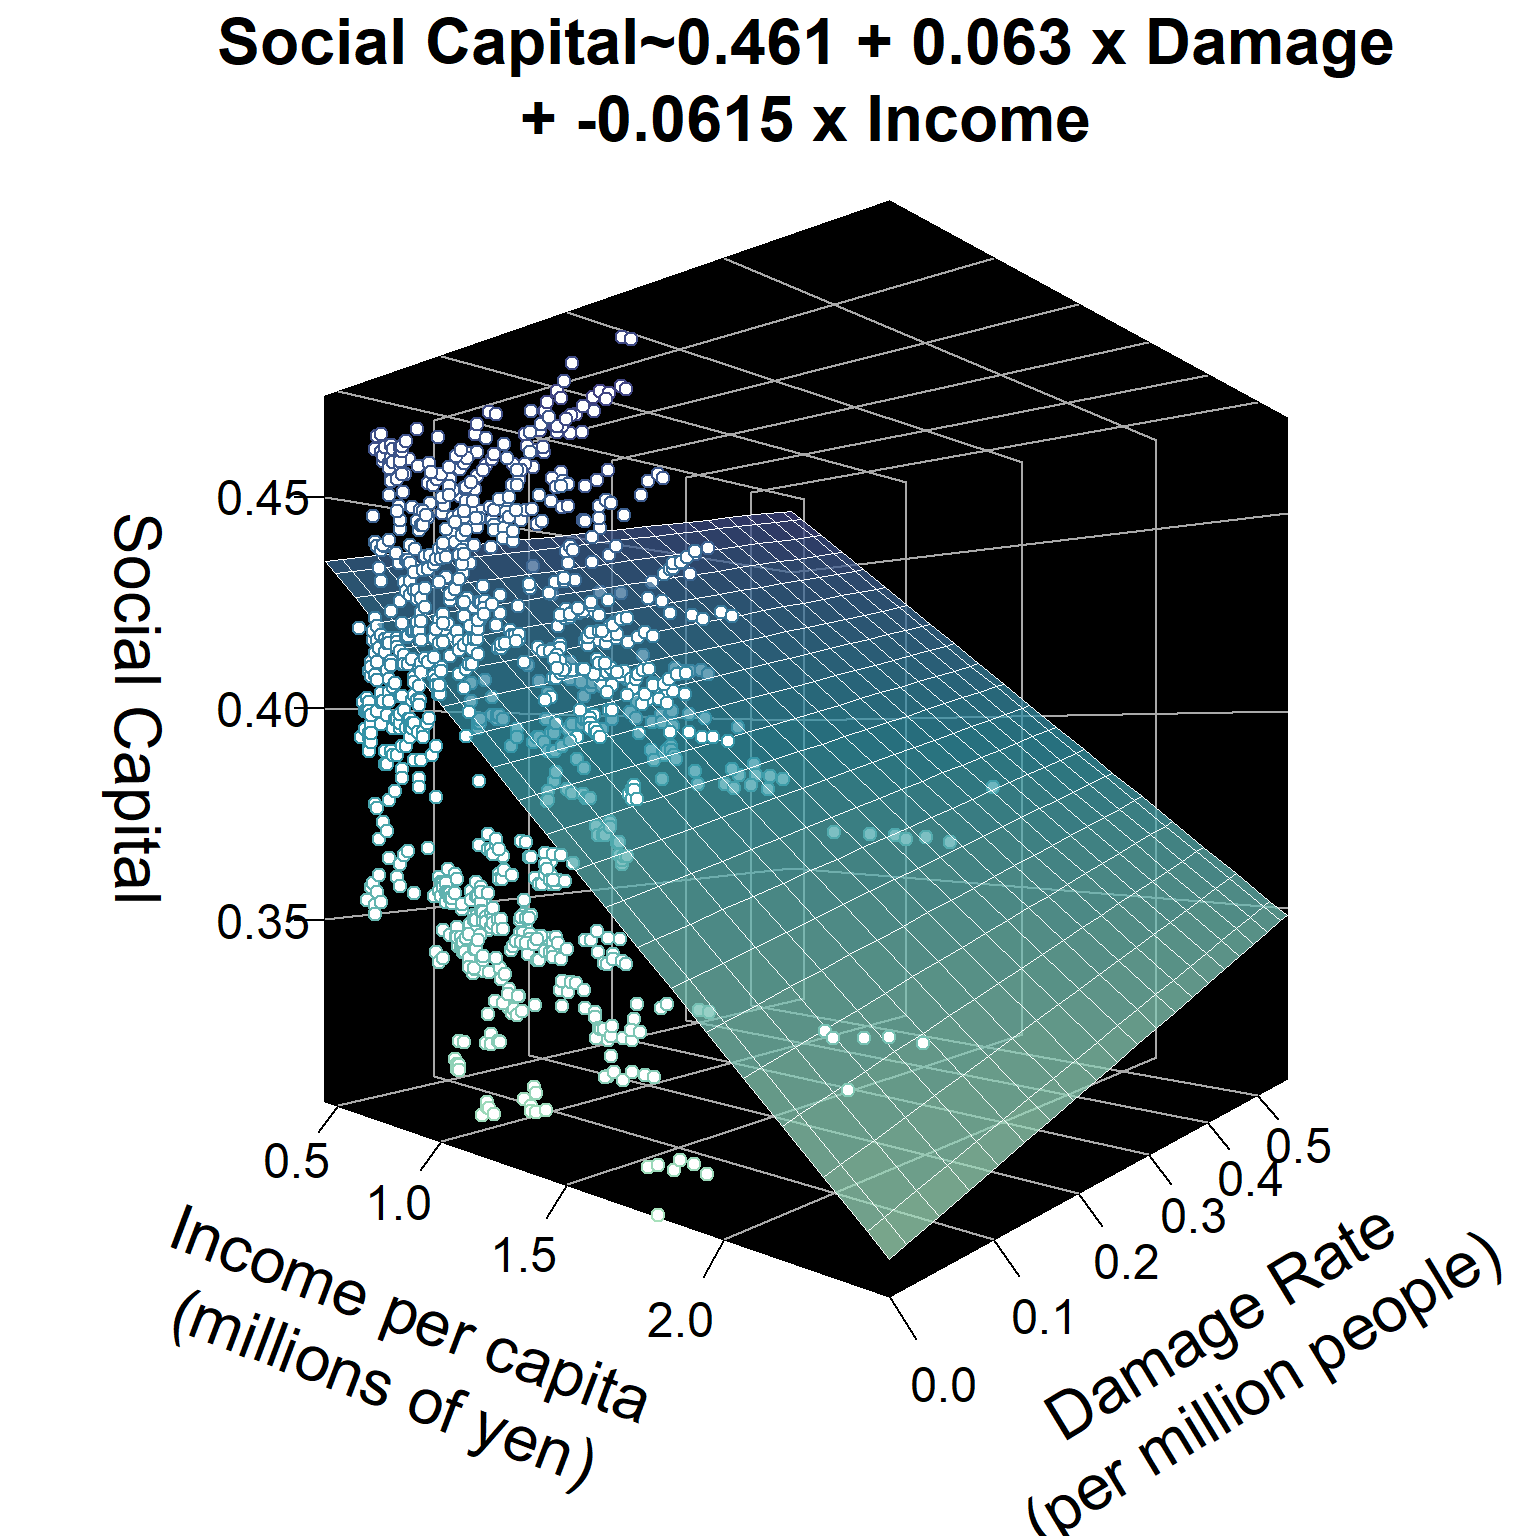 Social Capital~0.461 + 0.063 x Damage
+ -0.0615 x Income
Social Capital
0.45
0.40
0.35
0.5
1.0
1.5
2.0
Income per capita
(millions of yen)
0.0
0.1
0.2
0.3
0.4
0.5
Damage Rate
(per million people)